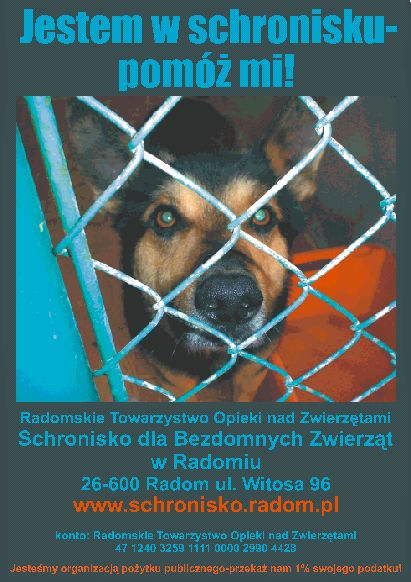 Jestem w schronisku-
pomóż mi!
Radomskie Towarzystwo Opieki nad Zwierzętami
Schronisko dla Bezdomnych Zwierząt
w Radomiu
26-600 Radom ul. Witosa 96
www.schronisko.radom.pl
konto: Radomskie Towarzystwo Opieki nad Zwierzętami
47 1240 3259 1111 0000 2990 4428
Jesteśmy organizacją pożytku publicznego-przekaż nam 1% swojego podatku!